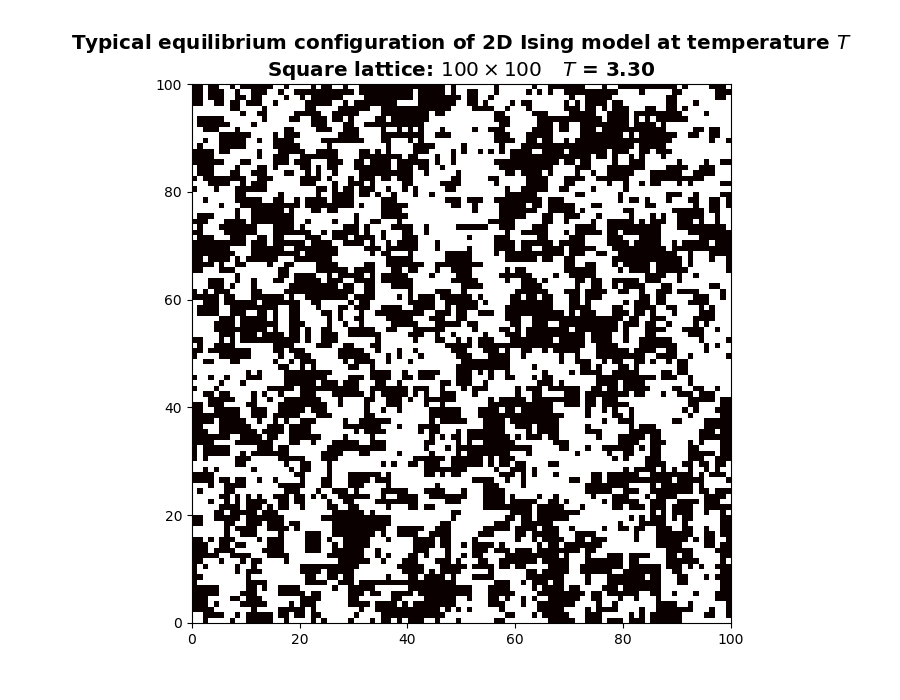 Typical equilibrium configuration of 2D Ising model at temperature T
Square lattice: 100 × 100 T = 3.30
100
80
60
40
20
0
0 20 40 60 80 100